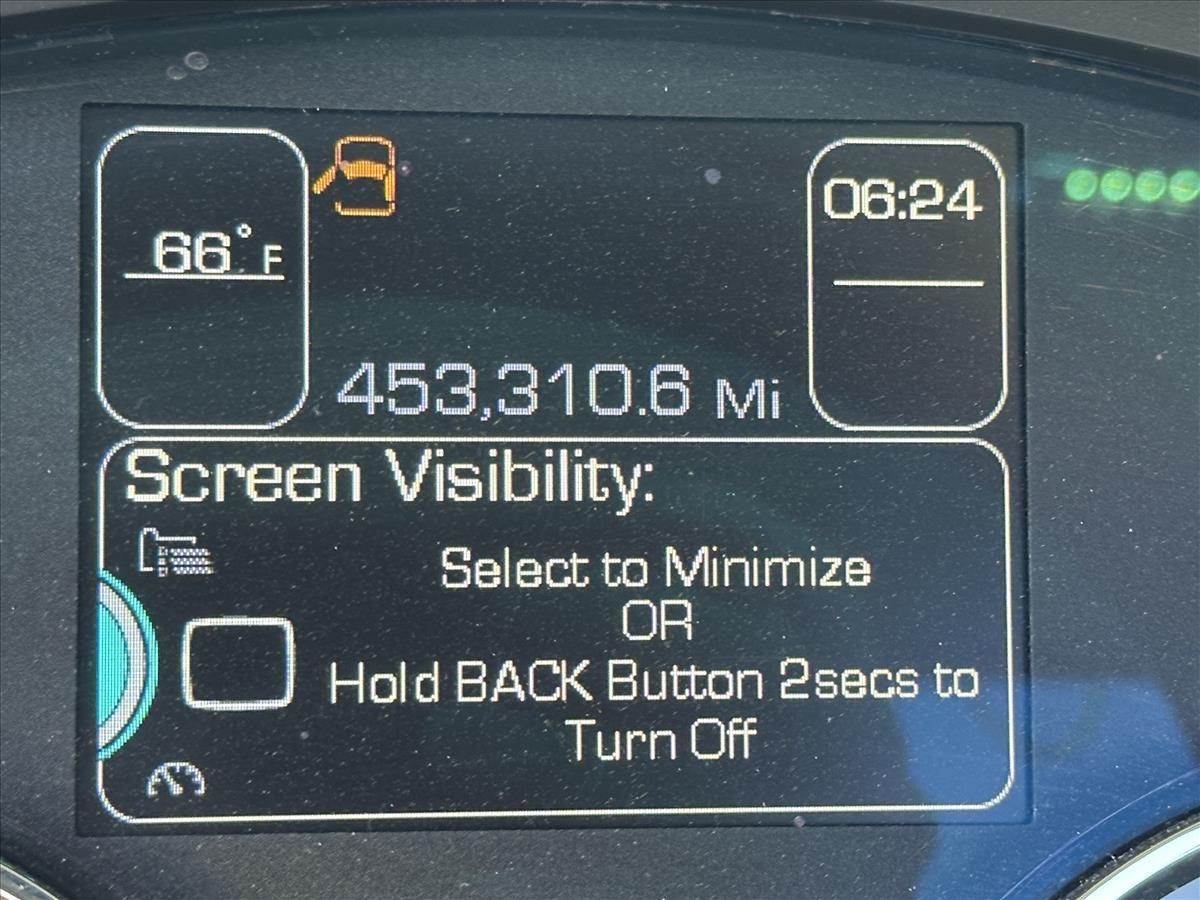 66° F
06:24
453,310.6 Mi
Screen Visibility:
Select to Minimize
OR
Hold BACK Button 2secs to
Turn Off